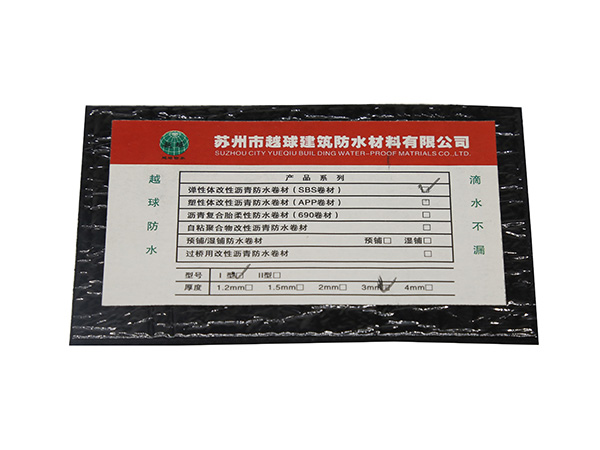 苏州市越球建筑防水材料有限公司
SUZHOU CITY YUEQIU BUILDING WATER-PROOF MATRIALS CO.,LTD.
越球防水
产品系列
弹性体改性沥青防水卷材(SBS卷材)
塑性体改性沥青防水卷材(APP卷材)□
沥青复合胎柔性防水卷材(690卷材)□
自粘聚合物改性沥青防水卷材□
预铺/湿铺防水卷材 预铺□ 湿铺□
过桥用改性沥青防水卷材□
滴水不漏
型号 I型□ II型□
厚度 1.2mm□ 1.5mm□ 2mm□ 3mm□ 4mm□